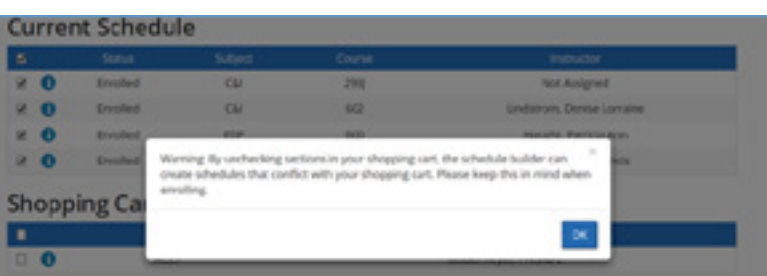 Current Schedule
Status Subject Course Instructor
Enrolled C&I 293J Not Assigned
Enrolled C&I 602 Lindstrom, Denise Lorraine
Enrolled
Enrolled
Warning: By unchecking sections in your shopping cart, the schedule builder can
create schedules that conflict with your shopping cart. Please keep this in mind when
enrolling.
OK
Shopping Ca